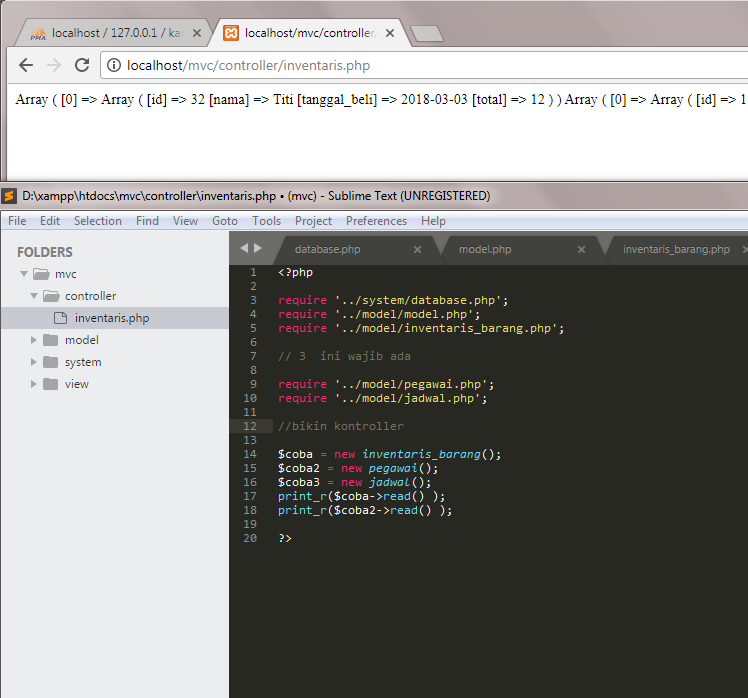 localhost / 127.0.0.1 / ka
localhost/mvc/controller
localhost/mvc/controller/inventaris.php
Array ( [0] => Array ( [id] => 32 [nama] => Titi [tanggal_beli] => 2018-03-03 [total] => 12 ) ) Array ( [0] => Array ( [id] => 1
D:\xampp\htdocs\mvc\controller\inventaris.php • (mvc) - Sublime Text (UNREGISTERED)
File Edit Selection Find View Goto Tools Project Preferences Help
FOLDERS
mvc
controller
inventaris.php
model
system
view
database.php model.php inventaris_barang.php
1 <?php
2
3 require '../system/database.php';
4 require '../model/model.php';
5 require '../model/inventaris_barang.php';
6
7 // 3  ini wajib ada
8
9 require '../model/pegawai.php';
10 require '../model/jadwal.php';
11
12 //bikin kontroller
13
14 $coba = new inventaris_barang();
15 $coba2 = new pegawai();
16 $coba3 = new jadwal();
17 print_r($coba->read() );
18 print_r($coba2->read() );
19
20 ?>